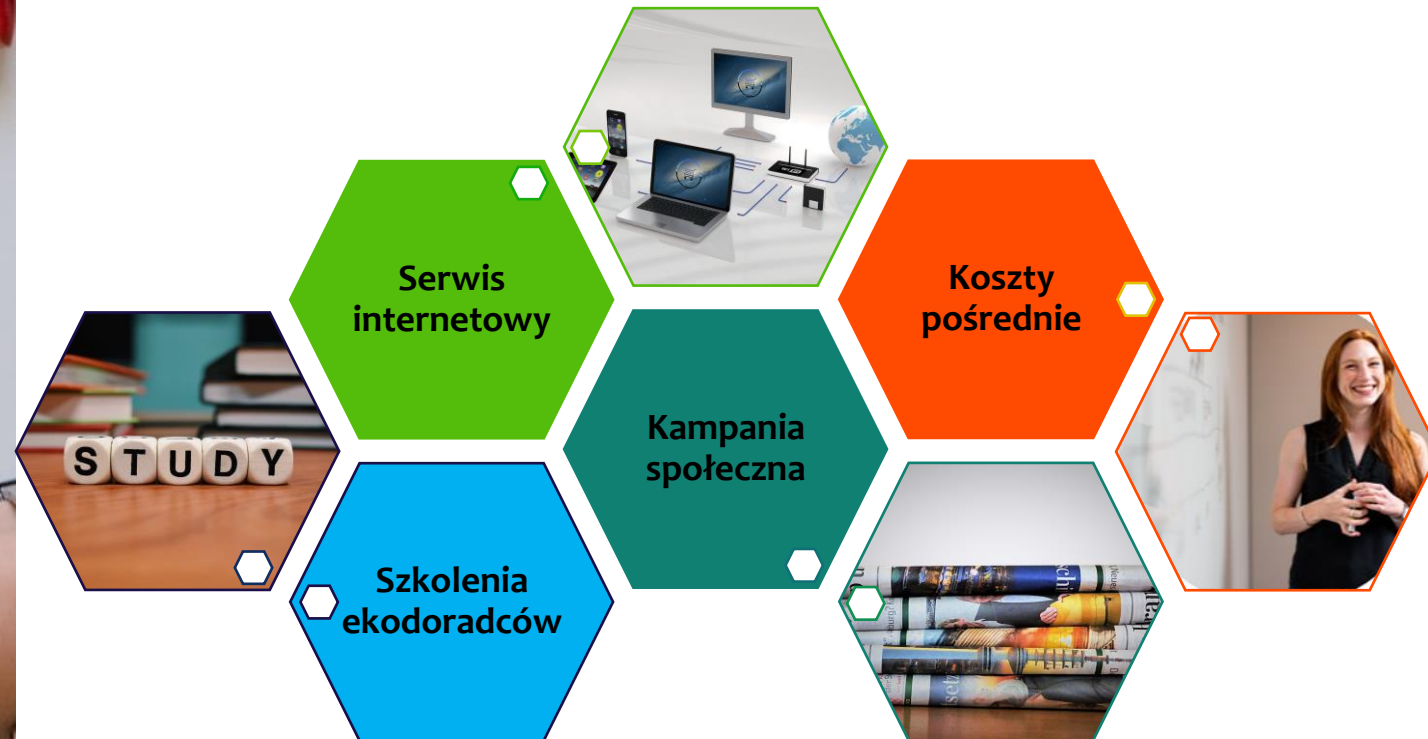 Serwis
internetowy
Koszty
pośrednie
Kampania
społeczna
STUDY
Szkolenia
ekodoradców